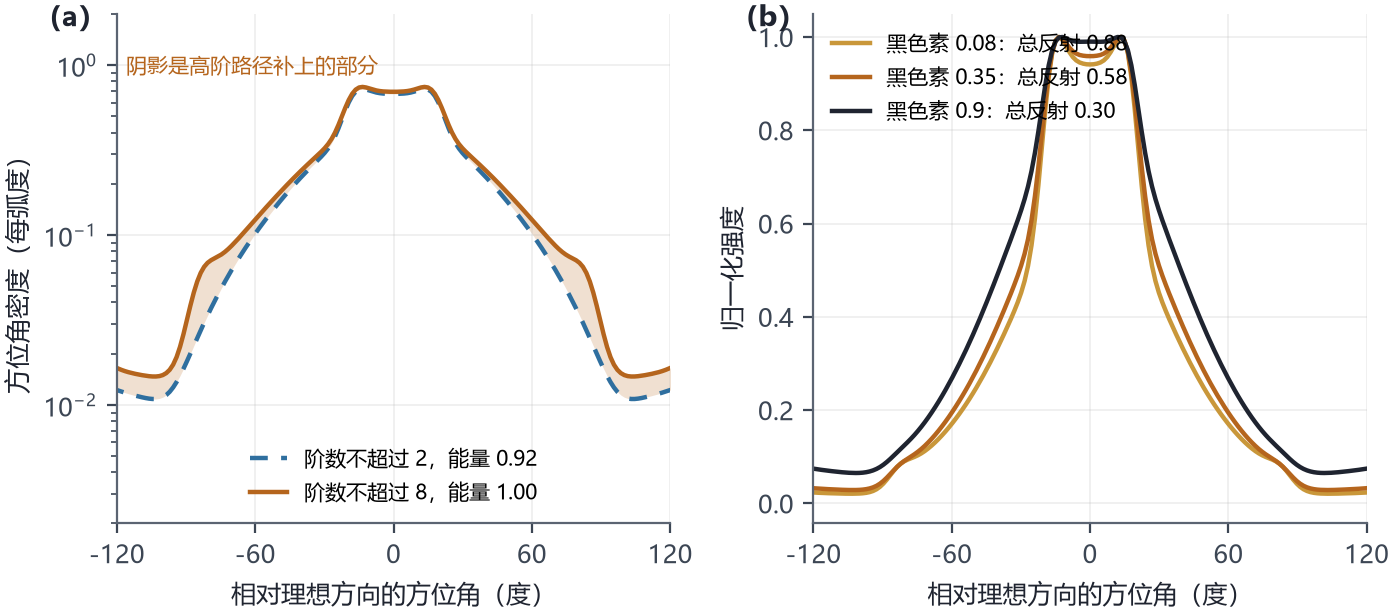 (a)
方位角密度（每弧度）
10⁰
10⁻¹
10⁻²
阴影是高阶路径补上的部分
阶数不超过 2，能量 0.92
阶数不超过 8，能量 1.00
-120
-60
0
60
120
相对理想方向的方位角（度）
(b)
归一化强度
1.0
0.8
0.6
0.4
0.2
0.0
黑色素 0.08：总反射 0.88
黑色素 0.35：总反射 0.58
黑色素 0.9：总反射 0.30
-120
-60
0
60
120
相对理想方向的方位角（度）